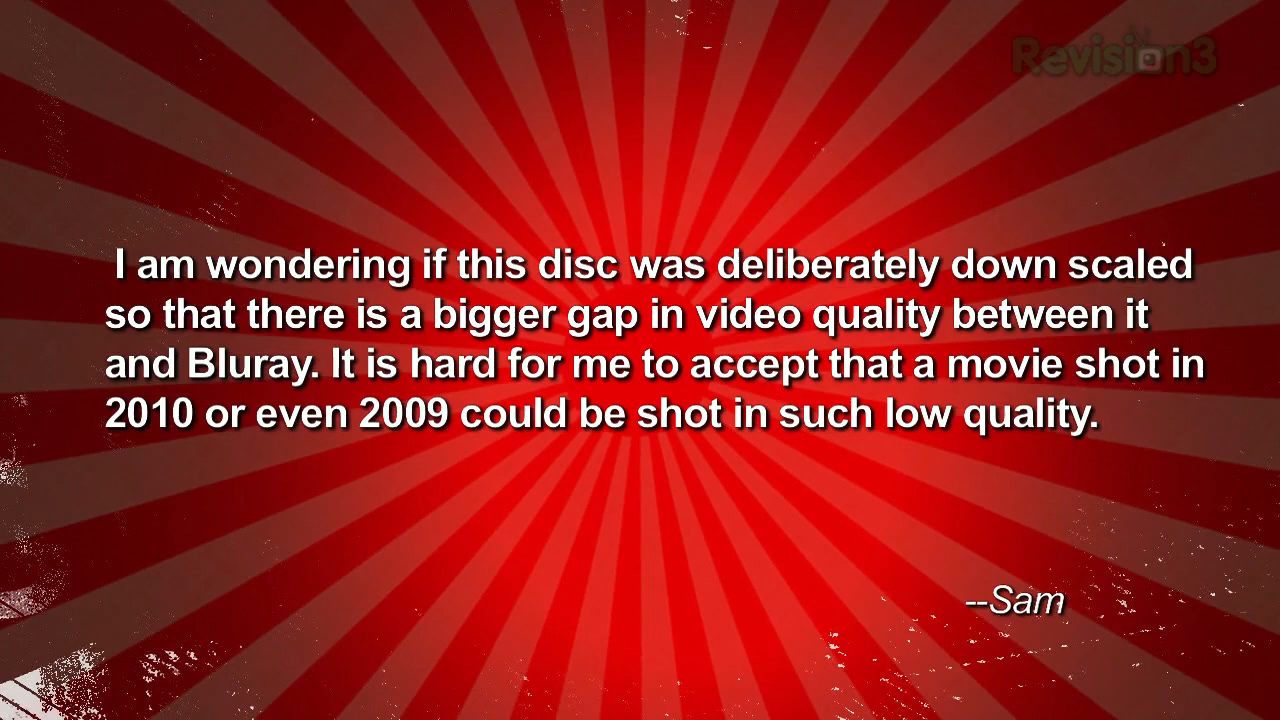 Revision3
I am wondering if this disc was deliberately down scaled
so that there is a bigger gap in video quality between it
and Bluray. It is hard for me to accept that a movie shot in
2010 or even 2009 could be shot in such low quality.
--Sam